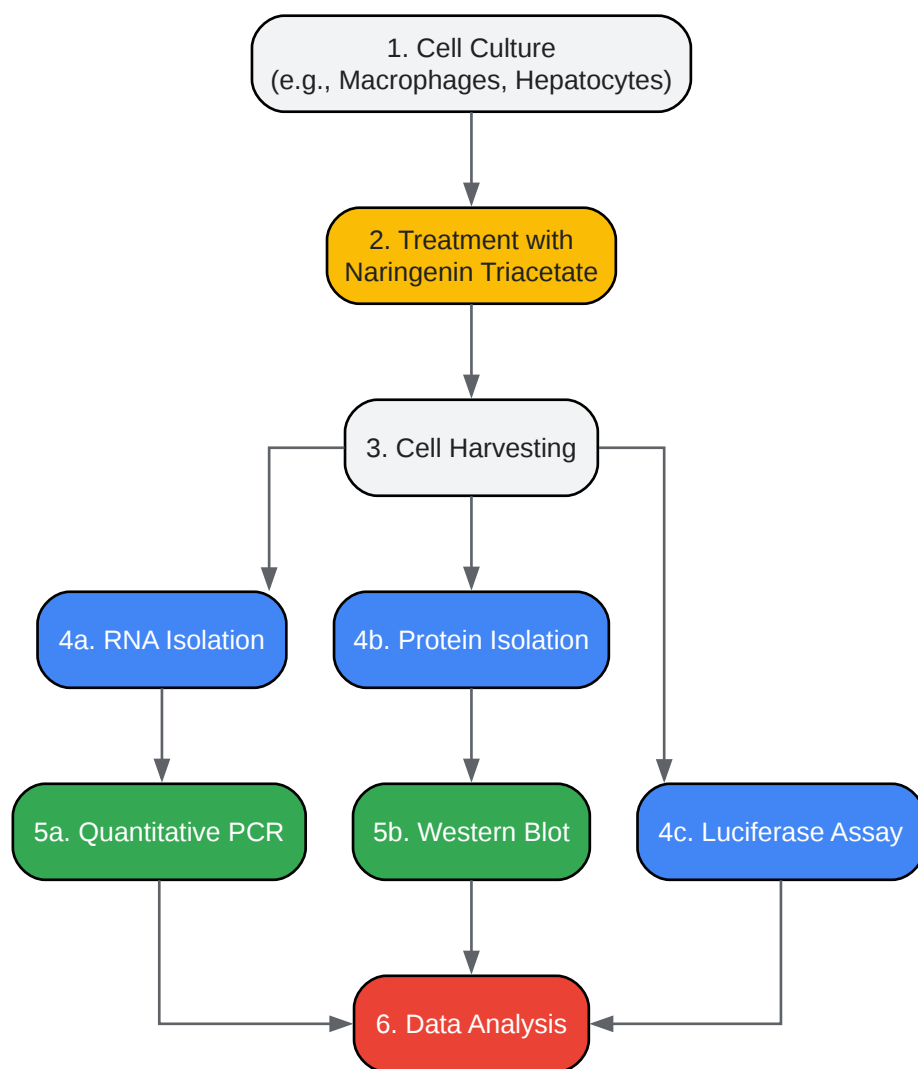 1. Cell Culture
(e.g., Macrophages, Hepatocytes)
2. Treatment with
Naringenin Triacetate
3. Cell Harvesting
4a. RNA Isolation
4b. Protein Isolation
5a. Quantitative PCR
5b. Western Blot
4c. Luciferase Assay
6. Data Analysis